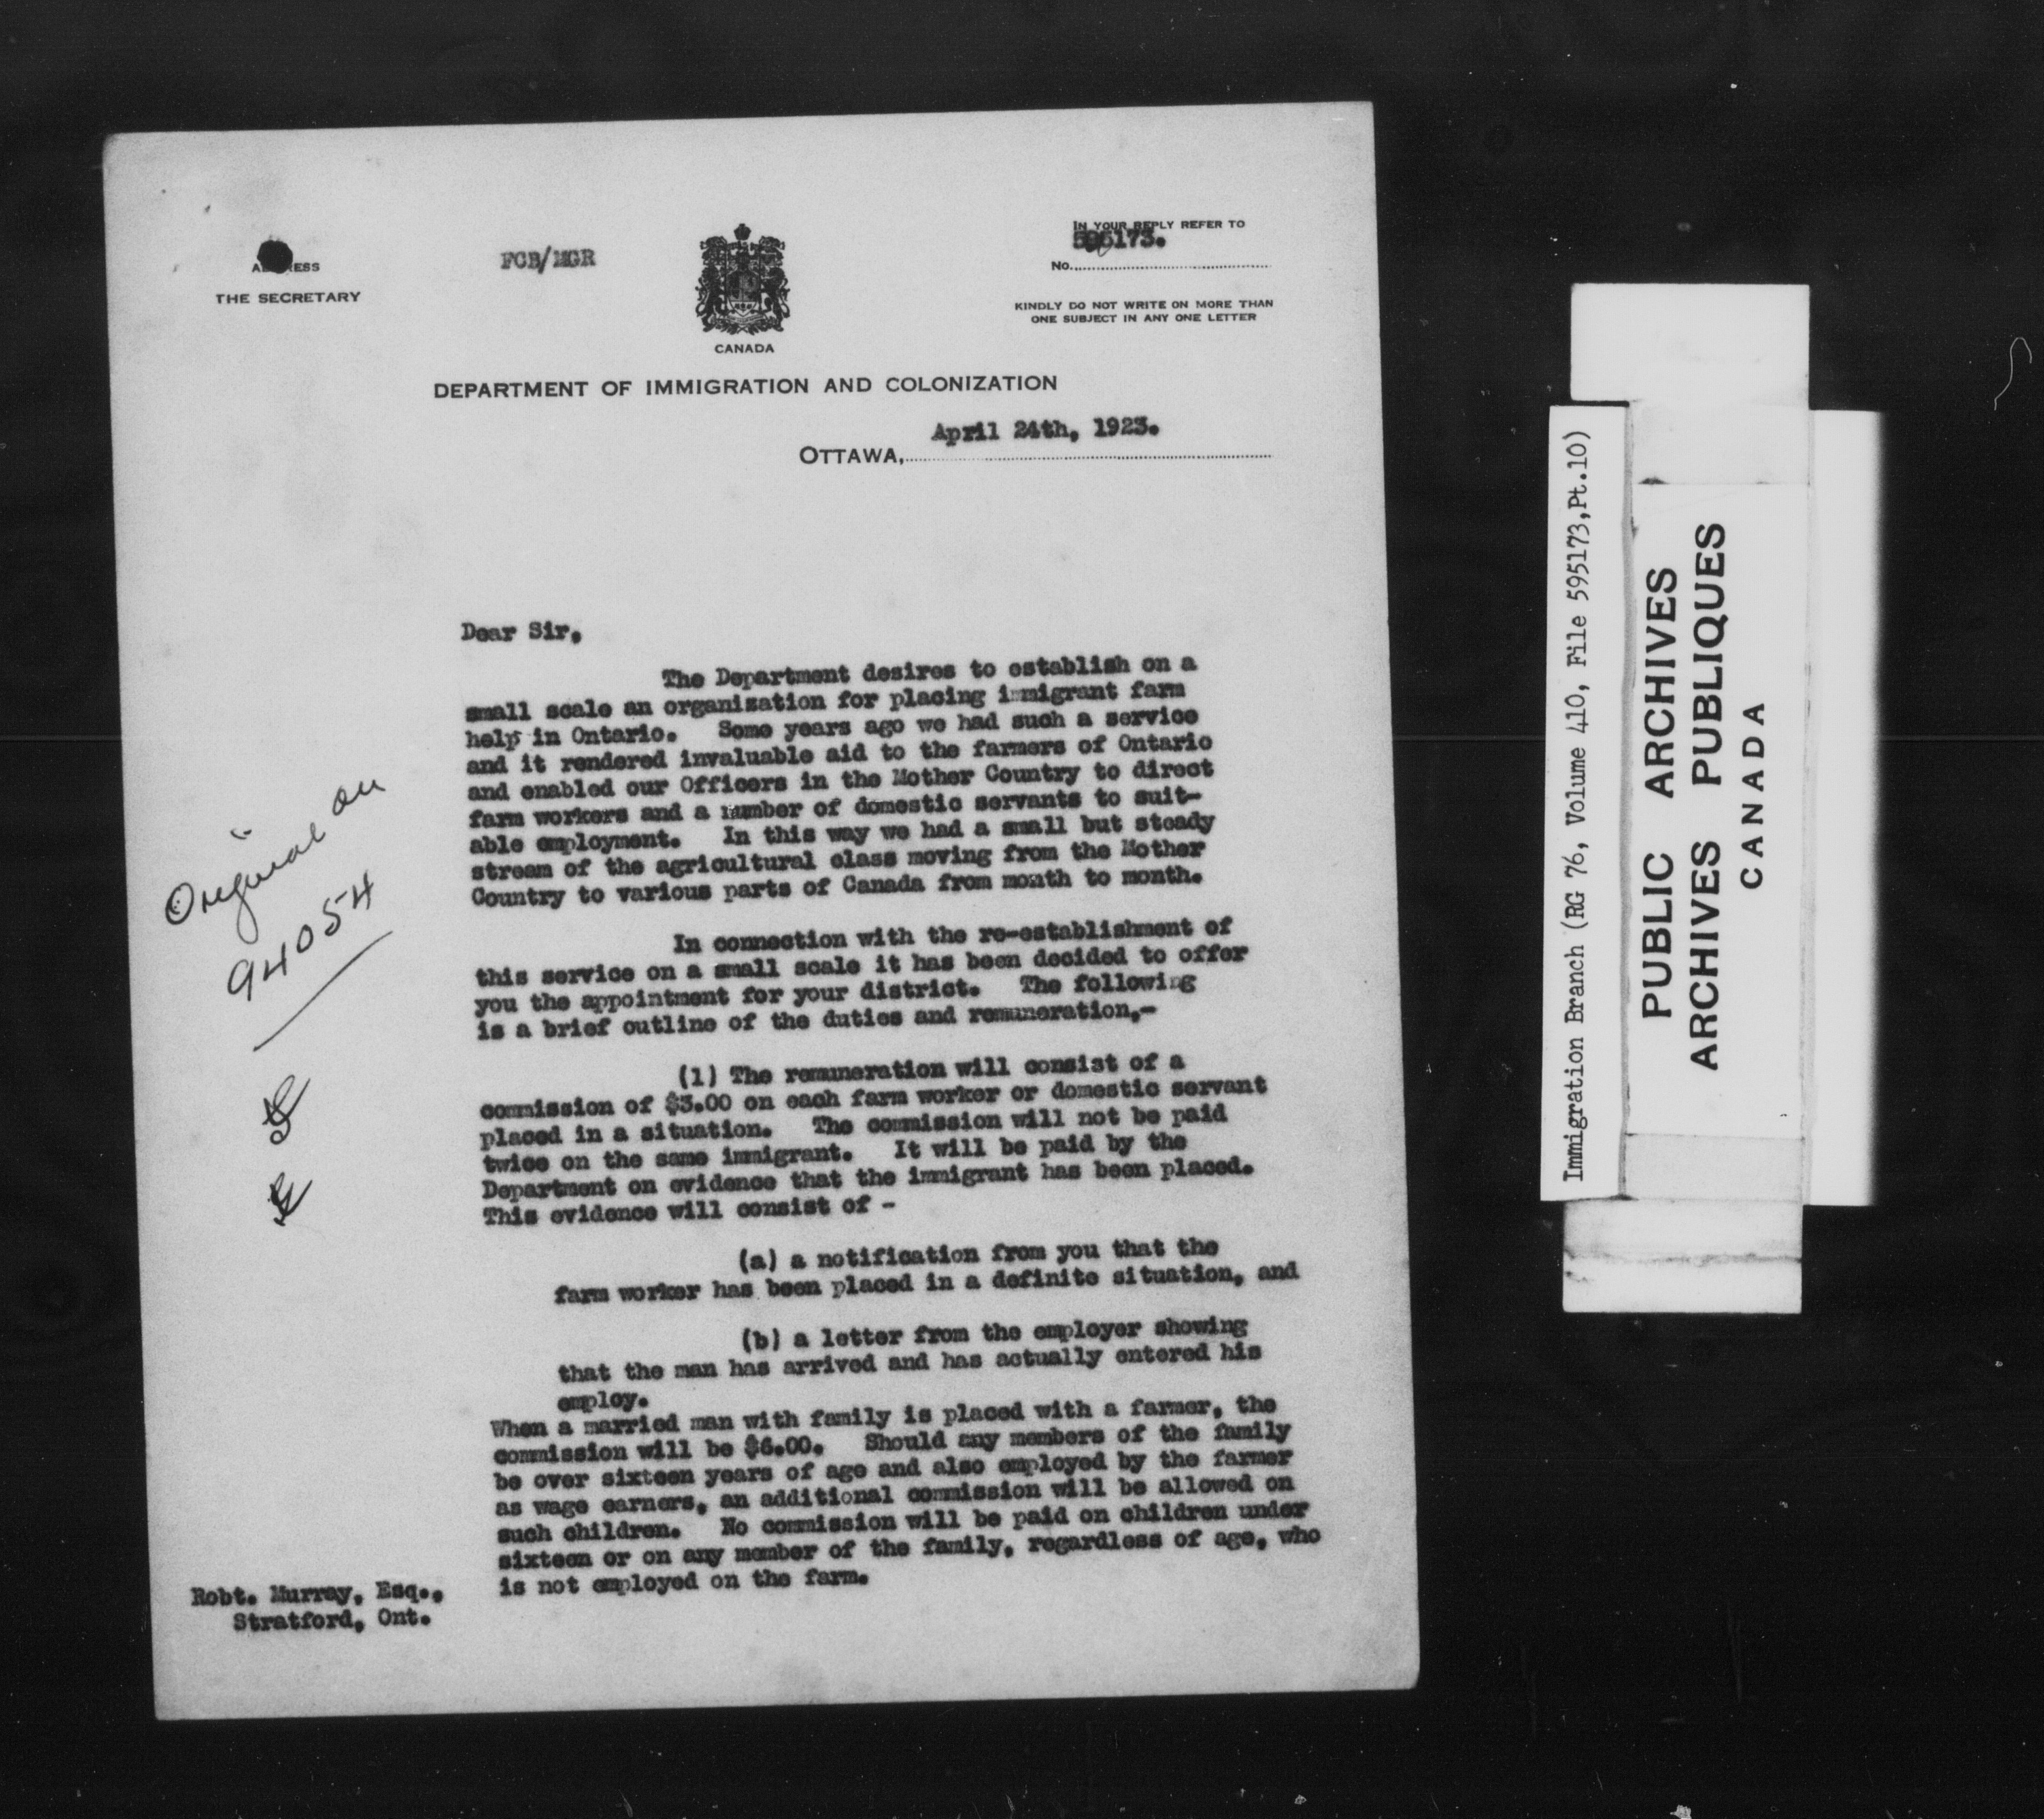 ADDRESS
THE SECRETARY
FCB/MGR
CANADA
IN YOUR REPLY REFER TO
595173.
No.
KINDLY DO NOT WRITE ON MORE THAN
ONE SUBJECT IN ANY ONE LETTER
DEPARTMENT OF IMMIGRATION AND COLONIZATION
April 24th, 1923.
OTTAWA,
Dear Sir,
The Department desires to establish on a
small scale an organization for placing immigrant farm
help in Ontario. Some years ago we had such a service
and it rendered invaluable aid to the farmers of Ontario
and enabled our Officers in the Mother Country to direct
farm workers and a number of domestic servants to suit-
able employment. In this way we had a small but steady
stream of the agricultural class moving from the Mother
Country to various parts of Canada from month to month.
In connection with the re-establishment of
this service on a small scale it has been decided to offer
you the appointment for your district. The following
is a brief outline of the duties and remuneration,-
(1) The remuneration will consist of a
commission of $3.00 on each farm worker or domestic servant
placed in a situation. The commission will not be paid
twice on the same immigrant. It will be paid by the
Department on evidence that the immigrant has been placed.
This evidence will consist of -
(a) a notification from you that the
farm worker has been placed in a definite situation, and
(b) a letter from the employer showing
that the man has arrived and has actually entered his
employ.
When a married man with family is placed with a farmer, the
commission will be $6.00. Should any members of the family
be over sixteen years of age and also employed by the farmer
as wage earners, an additional commission will be allowed on
such children. No commission will be paid on children under
sixteen or on any member of the family, regardless of age, who
is not employed on the farm.
Robt. Murray, Esq.,
Stratford, Ont.
Original on
94054
Immigration Branch (RG 76, Volume 410, File 595173,Pt.10)
PUBLIC ARCHIVES
ARCHIVES PUBLIQUES
CANADA